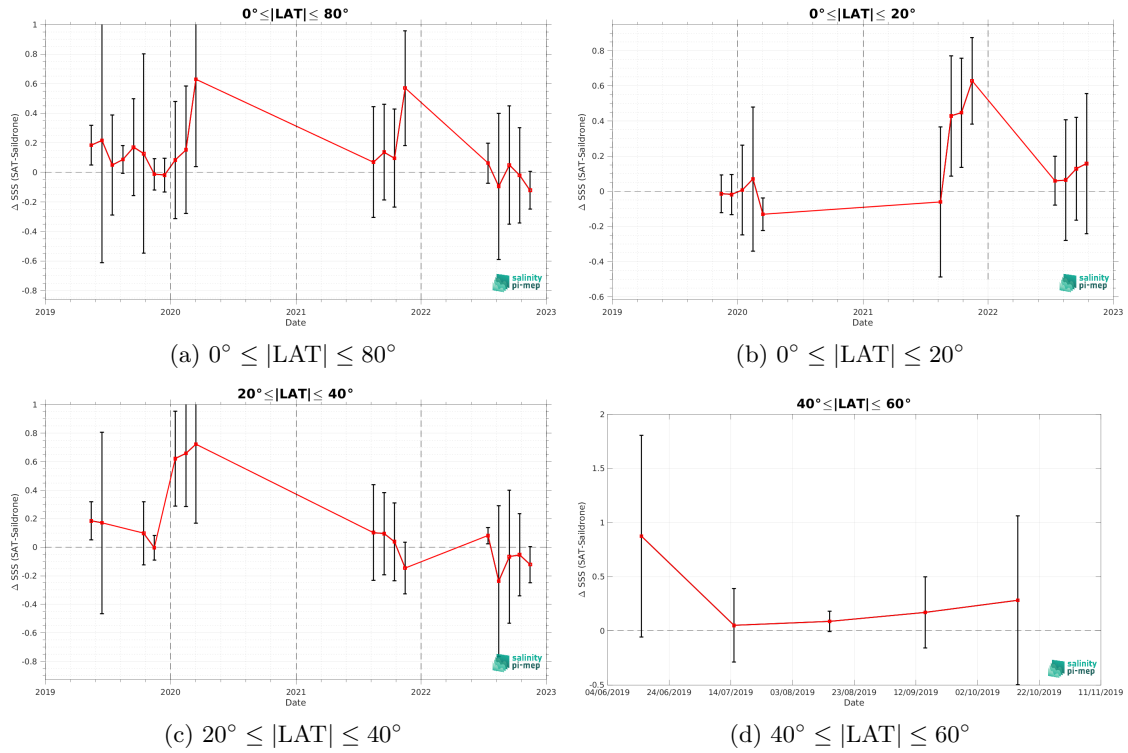 0°≤|LAT|≤ 80°
1
0.8
0.6
0.4
0.2
0
-0.2
-0.4
-0.6
-0.8
Δ SSS (SAT-Saildrone)
2019
2020
2021
2022
2023
Date
salinity
pi-mep
(a) 0° ≤ |LAT| ≤ 80°
0°≤|LAT|≤ 20°
0.8
0.6
0.4
0.2
0
-0.2
-0.4
-0.6
Δ SSS (SAT-Saildrone)
2019
2020
2021
2022
2023
Date
salinity
pi-mep
(b) 0° ≤ |LAT| ≤ 20°
20°≤|LAT|≤ 40°
1
0.8
0.6
0.4
0.2
0
-0.2
-0.4
-0.6
-0.8
Δ SSS (SAT-Saildrone)
2019
2020
2021
2022
2023
Date
salinity
pi-mep
(c) 20° ≤ |LAT| ≤ 40°
40°≤|LAT|≤ 60°
2
1.5
1
0.5
0
-0.5
Δ SSS (SAT-Saildrone)
04/06/2019
24/06/2019
14/07/2019
03/08/2019
23/08/2019
12/09/2019
02/10/2019
22/10/2019
11/11/2019
Date
salinity
pi-mep
(d) 40° ≤ |LAT| ≤ 60°